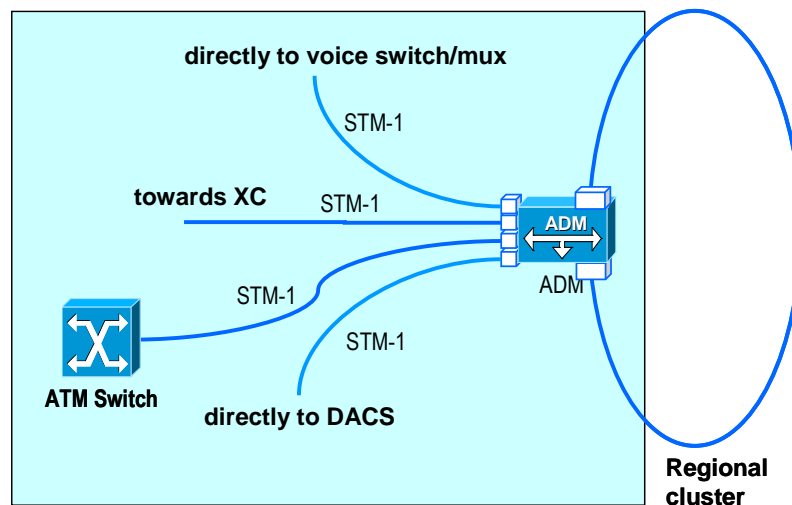 directly to voice switch/mux
STM-1
towards XC
STM-1
ADM
ADM
STM-1
STM-1
ATM Switch
directly to DACS
Regional
cluster